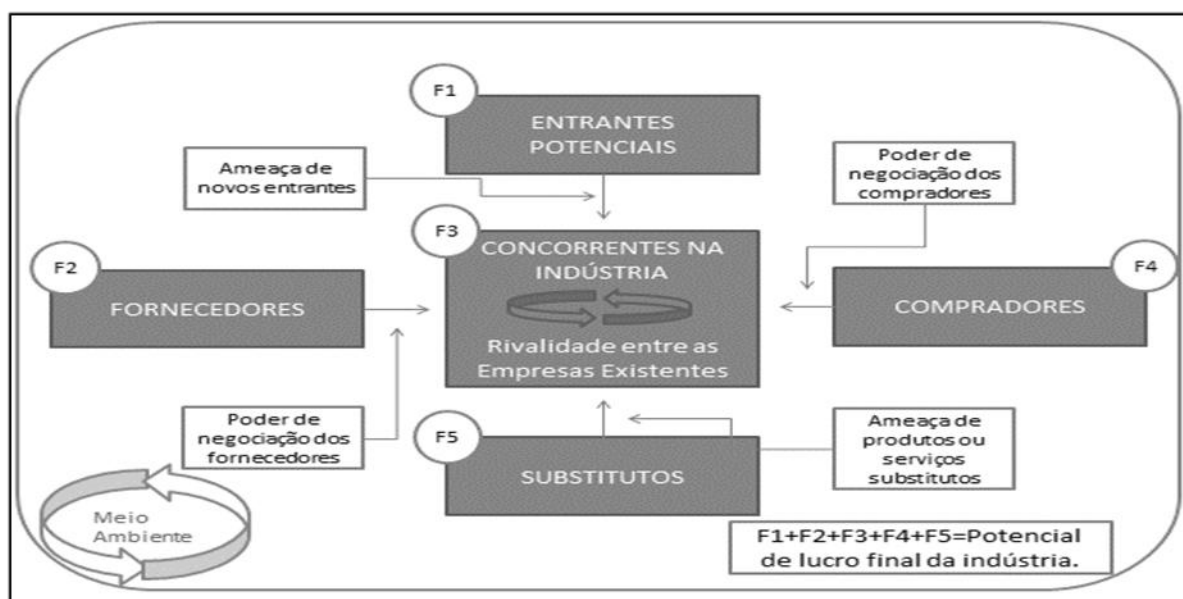 F1
ENTRANTES
POTENCIAIS
Ameaça de
novos entrantes
Poder de
negociação dos
compradores
F3
CONCORRENTES NA
INDÚSTRIA
Rivalidade entre as
Empresas Existentes
F2
FORNECEDORES
F4
COMPRADORES
Poder de
negociação dos
fornecedores
F5
SUBSTITUTOS
Ameaça de
produtos ou
serviços
substitutos
Meio
Ambiente
F1+F2+F3+F4+F5=Potencial
de lucro final da indústria.